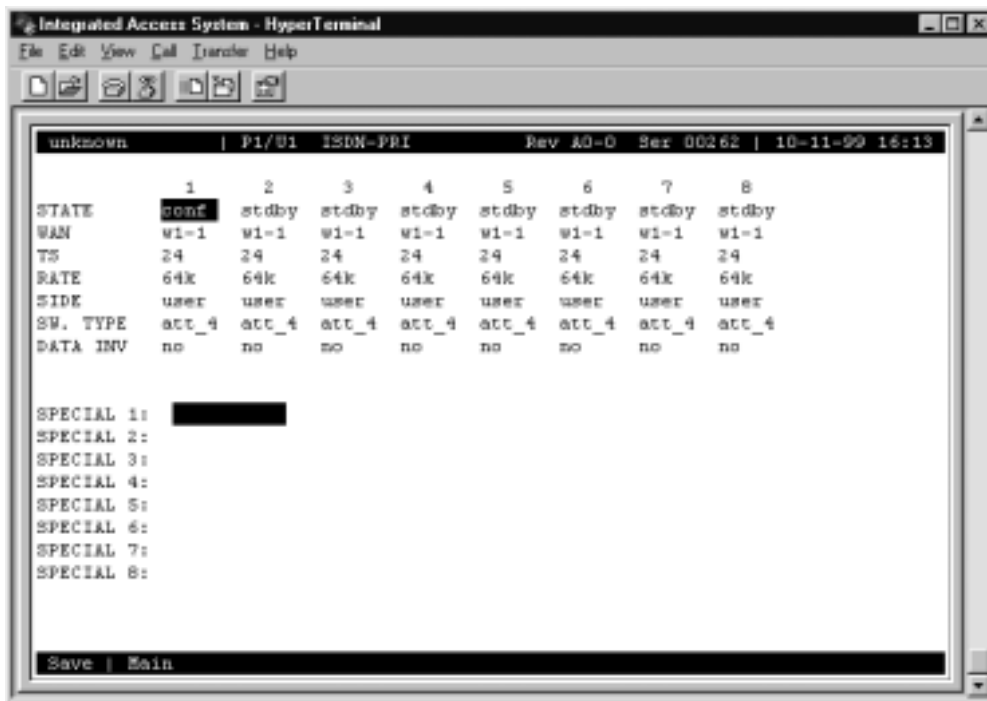 Integrated Access System - HyperTerminal
File Edit View Call Transfer Help
unknown | P1/U1 ISDN-PRI Rev A0-0 Ser 00262 | 10-11-99 16:13
1 2 3 4 5 6 7 8
STATE conf stdby stdby stdby stdby stdby stdby stdby
WAN w1-1 w1-1 w1-1 w1-1 w1-1 w1-1 w1-1 w1-1
TS 24 24 24 24 24 24 24 24
RATE 64k 64k 64k 64k 64k 64k 64k 64k
SIDE user user user user user user user user
SW. TYPE att_4 att_4 att_4 att_4 att_4 att_4 att_4 att_4
DATA INV no no no no no no no no
SPECIAL 1:
SPECIAL 2:
SPECIAL 3:
SPECIAL 4:
SPECIAL 5:
SPECIAL 6:
SPECIAL 7:
SPECIAL 8:
Save | Main